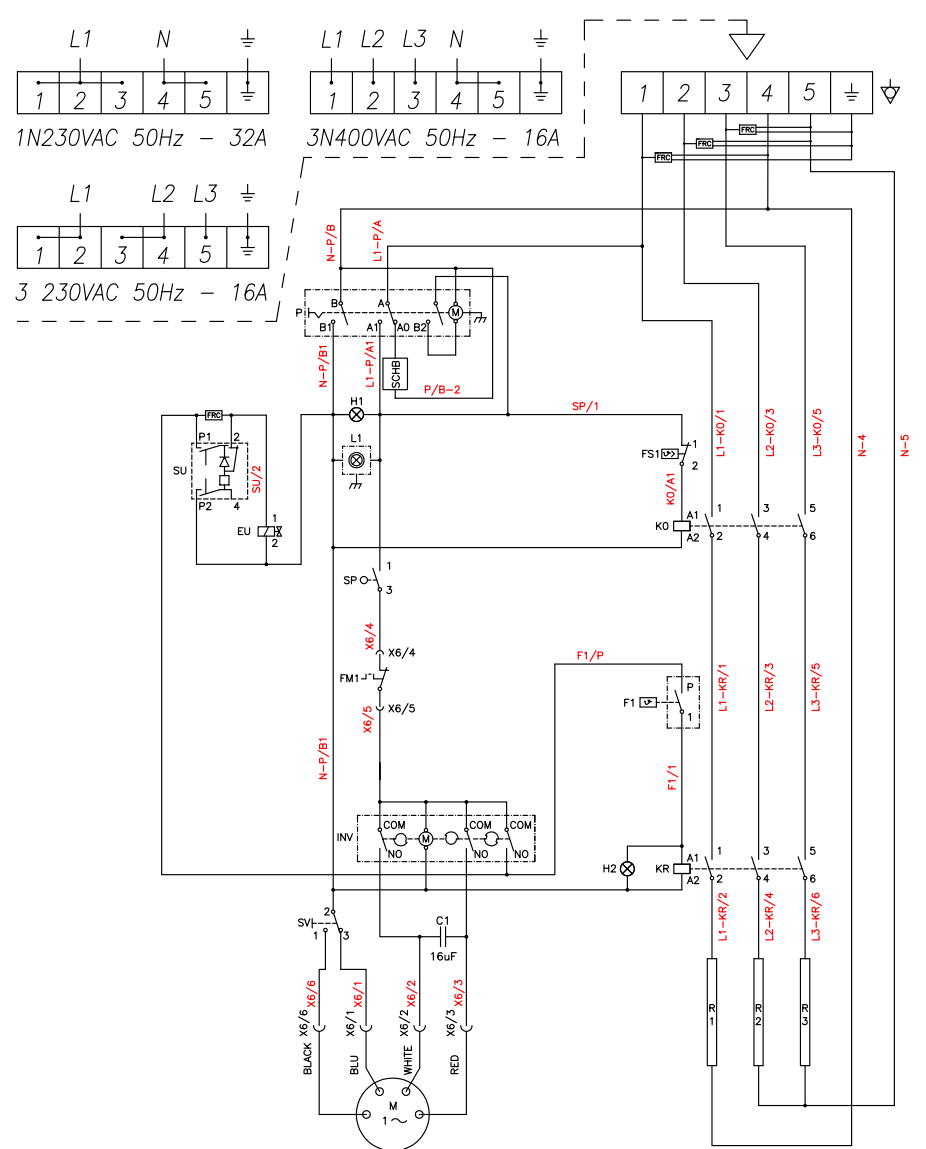 L1 N ⏚
1 2 3 4 5 ⏚
1N230VAC 50Hz - 32A
L1 L2 L3 N ⏚
1 2 3 4 5 ⏚
3N400VAC 50Hz - 16A
L1 L2 L3 ⏚
1 2 3 4 5 ⏚
3 230VAC 50Hz - 16A
1 2 3 4 5 ⏚
FRC
FRC
FRC
N-P/B
L1-P/A
P
B A
M
B1 A1 A0 B2
N-P/B1
L1-P/A1
SCHB
P/B-2
H1
SP/1
L1
FRC
P1 2
SU
SU/2
P2 4
EU
1
2
FS1
1
2
K0/A1
K0
A1
A2
1
2
3
4
5
6
L1-K0/1
L2-K0/3
L3-K0/5
N-4
N-5
SP
1
3
X6/4
X6/4
FM1
X6/5
X6/5
F1/P
F1
P
1
F1/1
L1-KR/1
L2-KR/3
L3-KR/5
N-P/B1
INV
COM
NO
M
COM
NO
COM
NO
H2
KR
A1
A2
1
2
3
4
5
6
L1-KR/2
L2-KR/4
L3-KR/6
SV
2
1 3
C1
16uF
X6/6
X6/1
X6/2
X6/3
X6/6
X6/1
X6/2
X6/3
BLACK
BLU
WHITE
RED
R1
R2
R3
M
1~